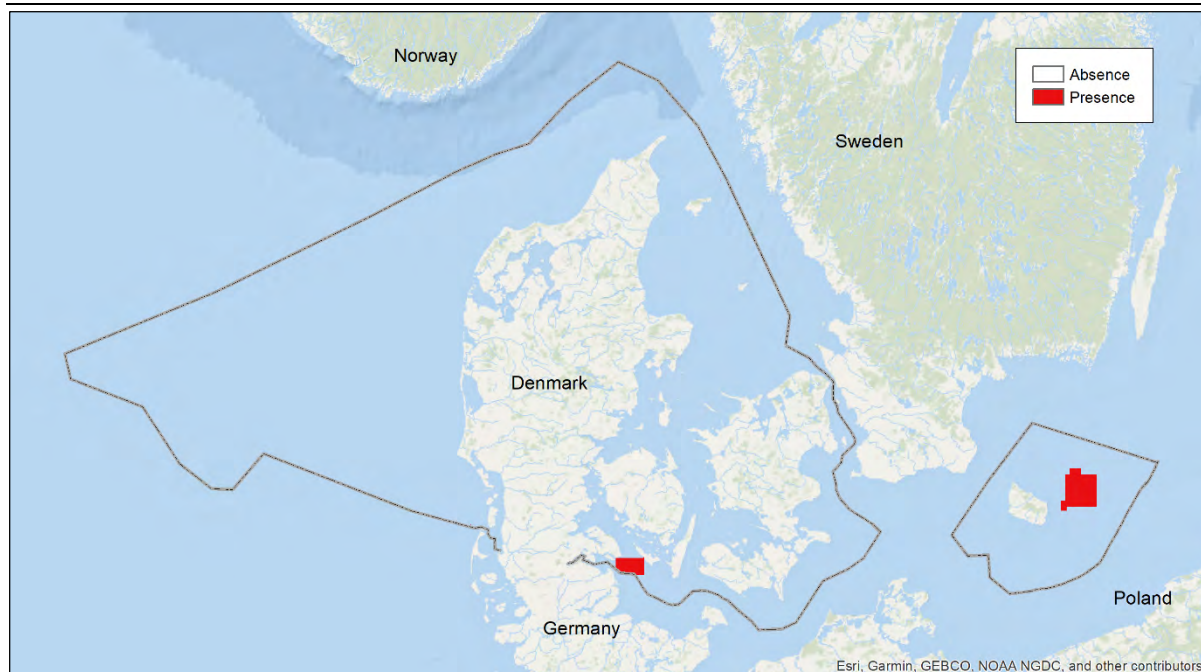 Norway
Absence
Presence
Sweden
Denmark
Poland
Germany
Esri, Garmin, GEBCO, NOAA NGDC, and other contributors